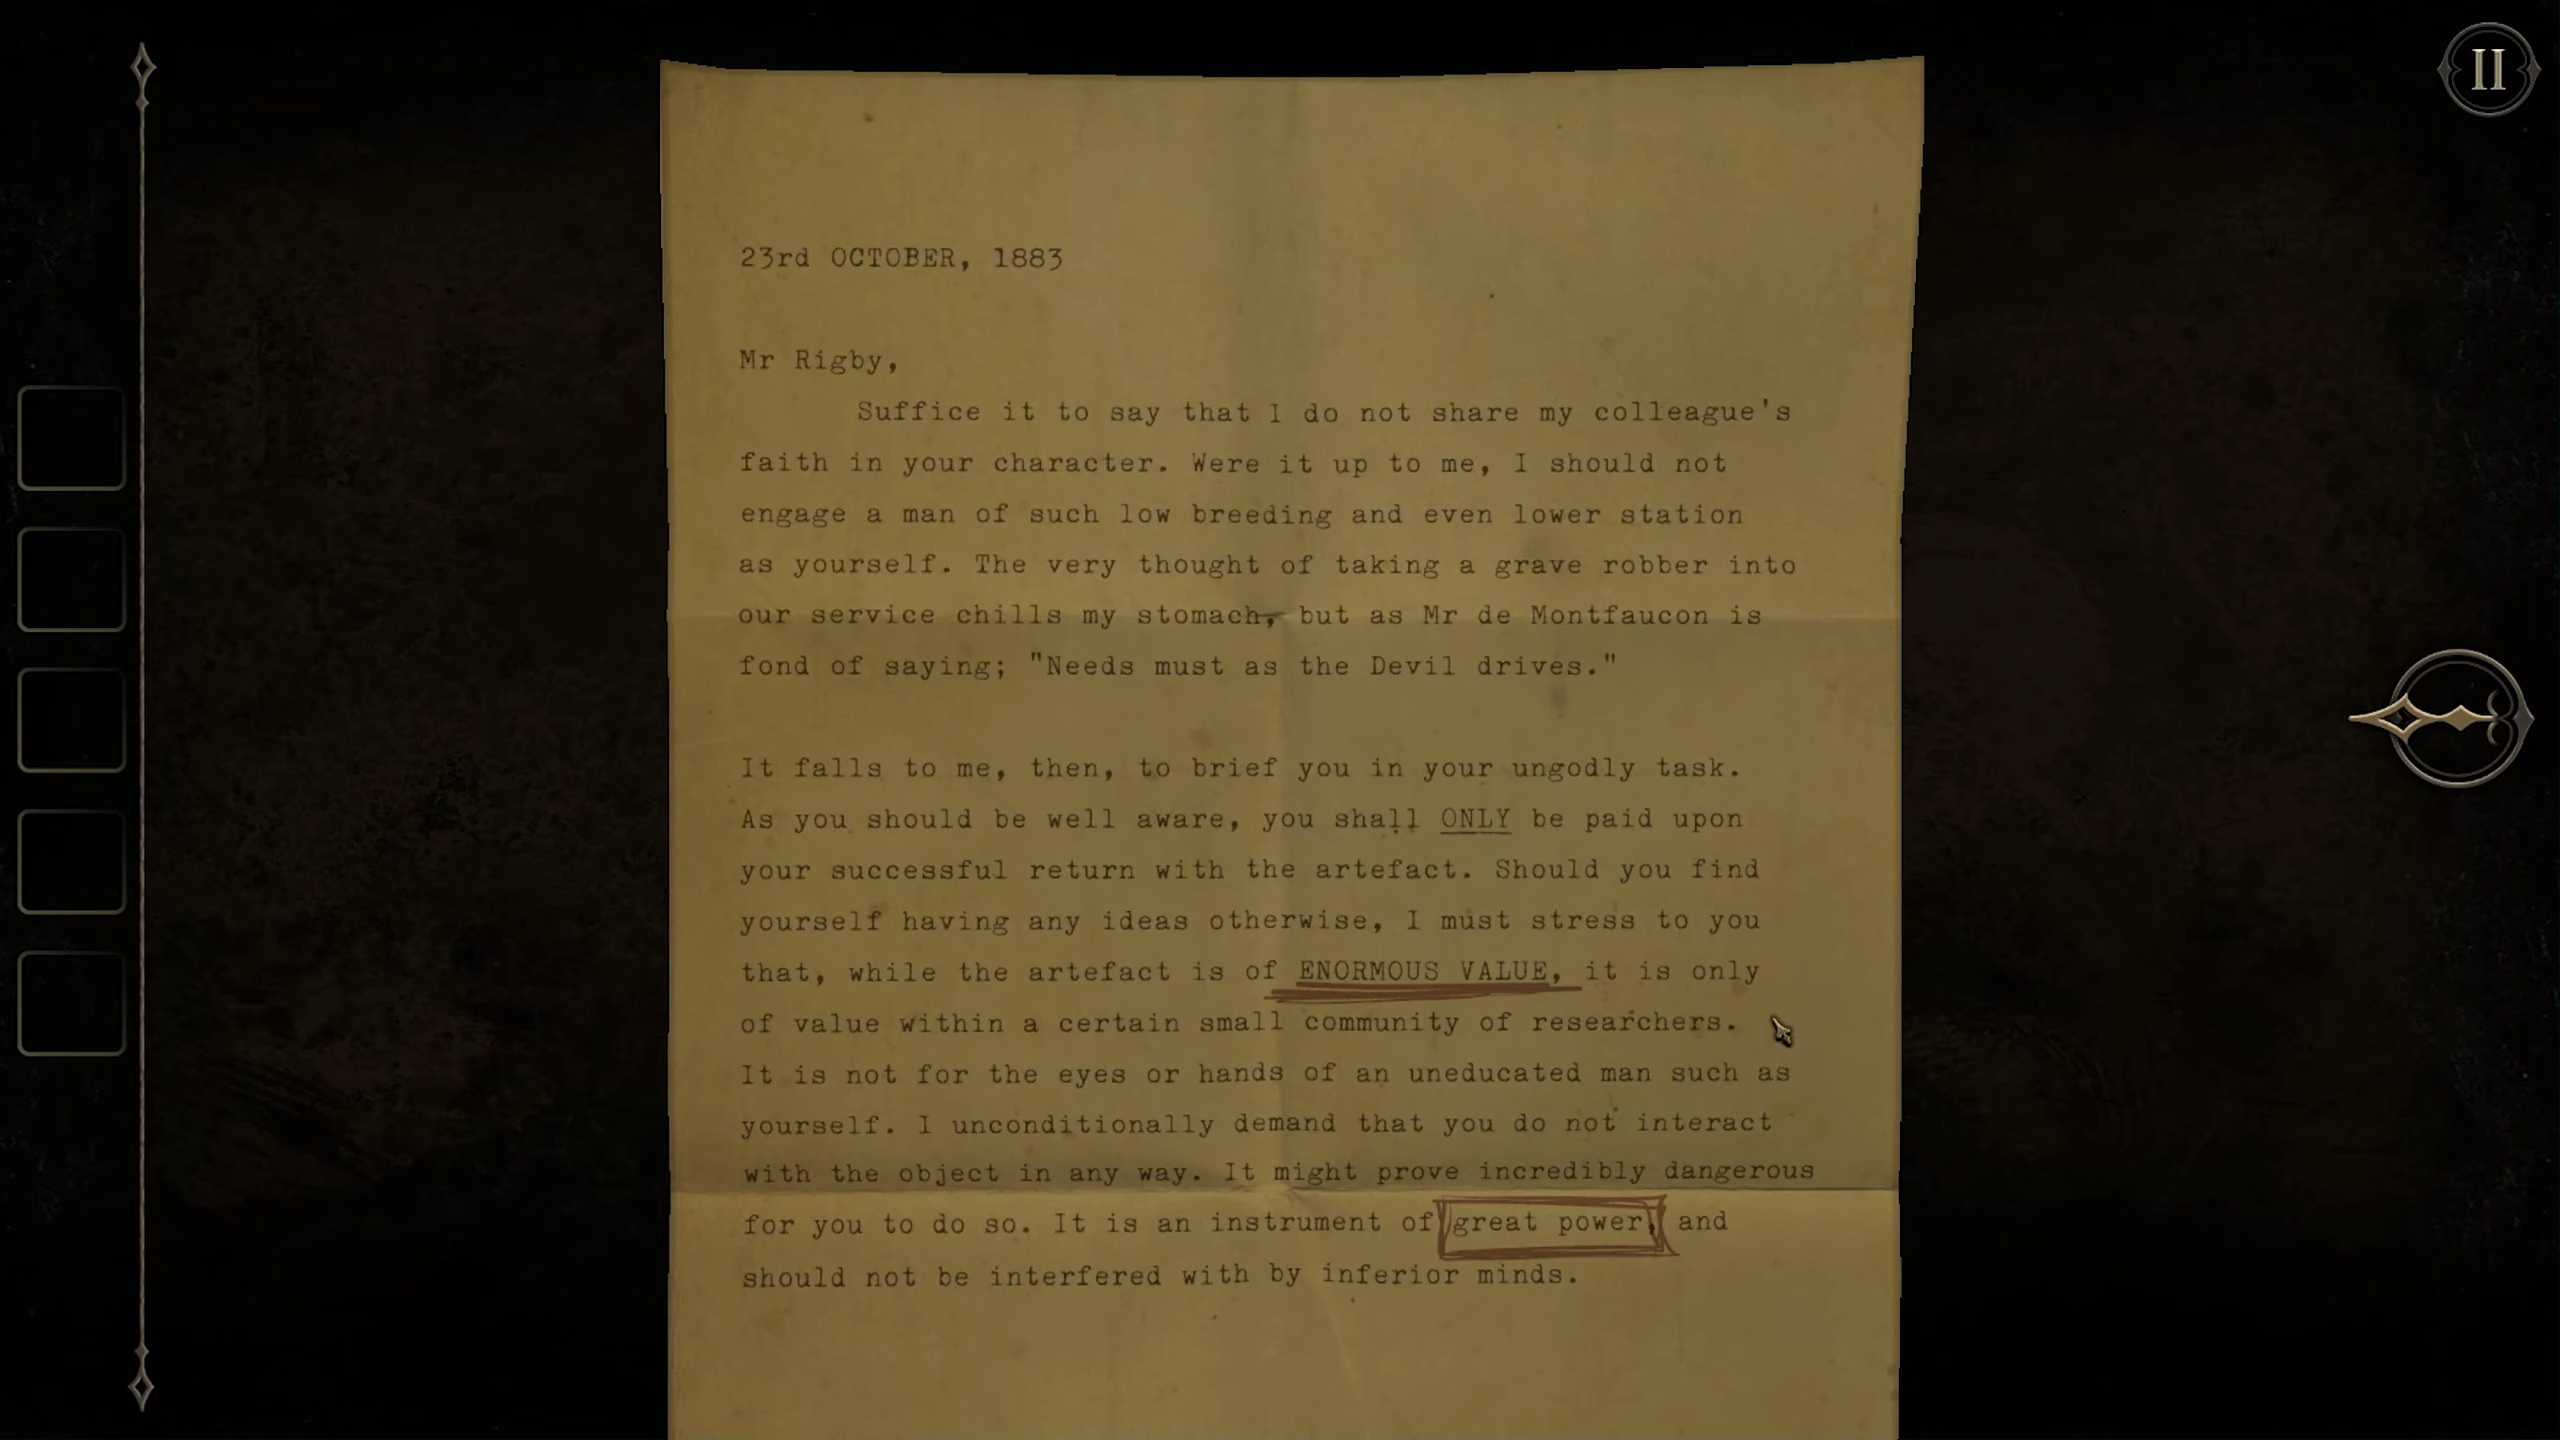 II
23rd OCTOBER, 1883
Mr Rigby,
Suffice it to say that I do not share my colleague's
faith in your character. Were it up to me, I should not
engage a man of such low breeding and even lower station
as yourself. The very thought of taking a grave robber into
our service chills my stomach, but as Mr de Montfaucon is
fond of saying; "Needs must as the Devil drives."
It falls to me, then, to brief you in your ungodly task.
As you should be well aware, you shall ONLY be paid upon
your successful return with the artefact. Should you find
yourself having any ideas otherwise, I must stress to you
that, while the artefact is of ENORMOUS VALUE, it is only
of value within a certain small community of researchers.
It is not for the eyes or hands of an uneducated man such as
yourself. I unconditionally demand that you do not interact
with the object in any way. It might prove incredibly dangerous
for you to do so. It is an instrument of great power, and
should not be interfered with by inferior minds.